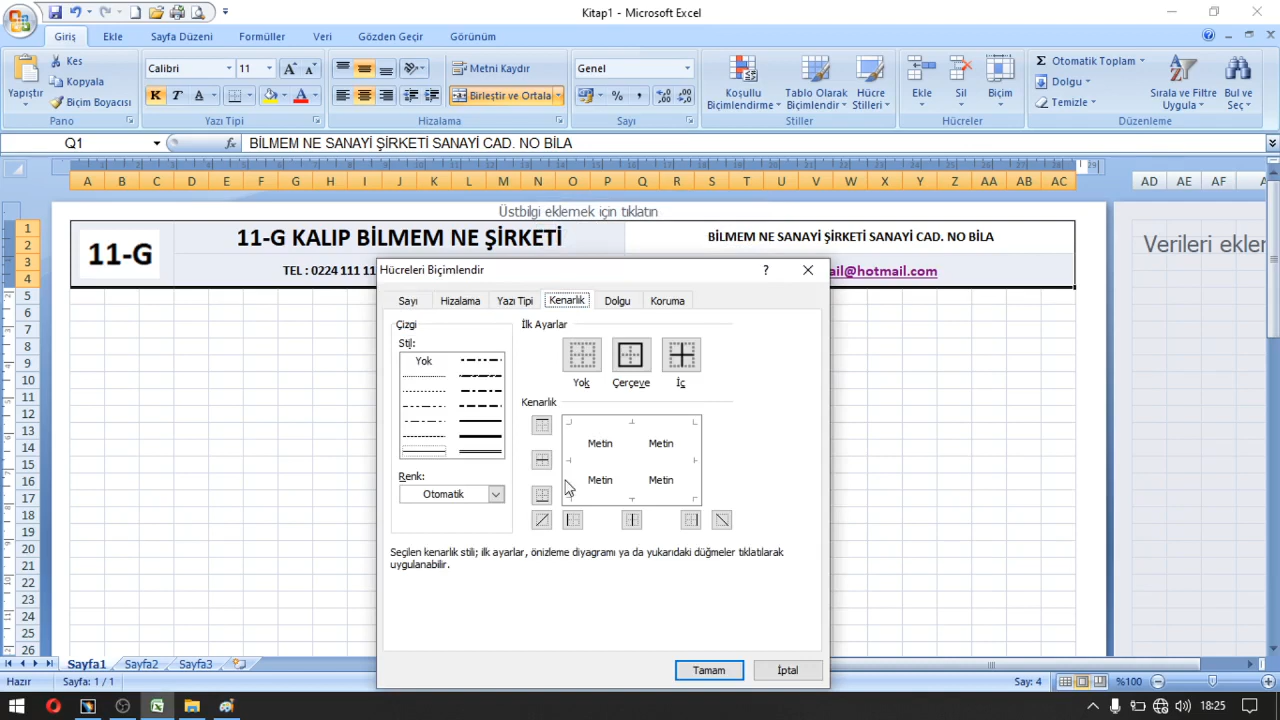 Kitap1 - Microsoft Excel
Giriş Ekle Sayfa Düzeni Formüller Veri Gözden Geçir Görünüm
Yapıştır
Kes
Kopyala
Biçim Boyacısı
Pano
Calibri 11
K T A
Yazı Tipi
Metni Kaydır
Birleştir ve Ortala
Hizalama
Genel
Sayı
Koşullu Biçimlendirme
Tablo Olarak Biçimlendir
Hücre Stilleri
Stiller
Ekle Sil Biçim
Hücreler
Otomatik Toplam
Dolgu
Temizle
Sırala ve Filtre Uygula
Bul ve Seç
Düzenleme
Q1 fx BİLMEM NE SANAYİ ŞİRKETİ SANAYİ CAD. NO BİLA
A B C D E F G H I J K L M N O P Q R S T U V W X Y Z AA AB AC AD AE AF
Üstbilgi eklemek için tıklatın
11-G
11-G KALIP BİLMEM NE ŞİRKETİ
BİLMEM NE SANAYİ ŞİRKETİ SANAYİ CAD. NO BİLA
TEL : 0224 111 11
ail@hotmail.com
Verileri ekle
1
2
3
4
5
6
7
8
9
10
11
12
13
14
15
16
17
18
19
20
21
22
23
24
25
26
Hücreleri Biçimlendir ?
Sayı Hizalama Yazı Tipi Kenarlık Dolgu Koruma
Çizgi
Stil:
Yok
Renk:
Otomatik
İlk Ayarlar
Yok Çerçeve İç
Kenarlık
Metin Metin
Metin Metin
Seçilen kenarlık stili; ilk ayarlar, önizleme diyagramı ya da yukarıdaki düğmeler tıklatılarak
uygulanabilir.
Tamam İptal
Sayfa1 Sayfa2 Sayfa3
Hazır Sayfa: 1 / 1 Say: 4 %100
18:25